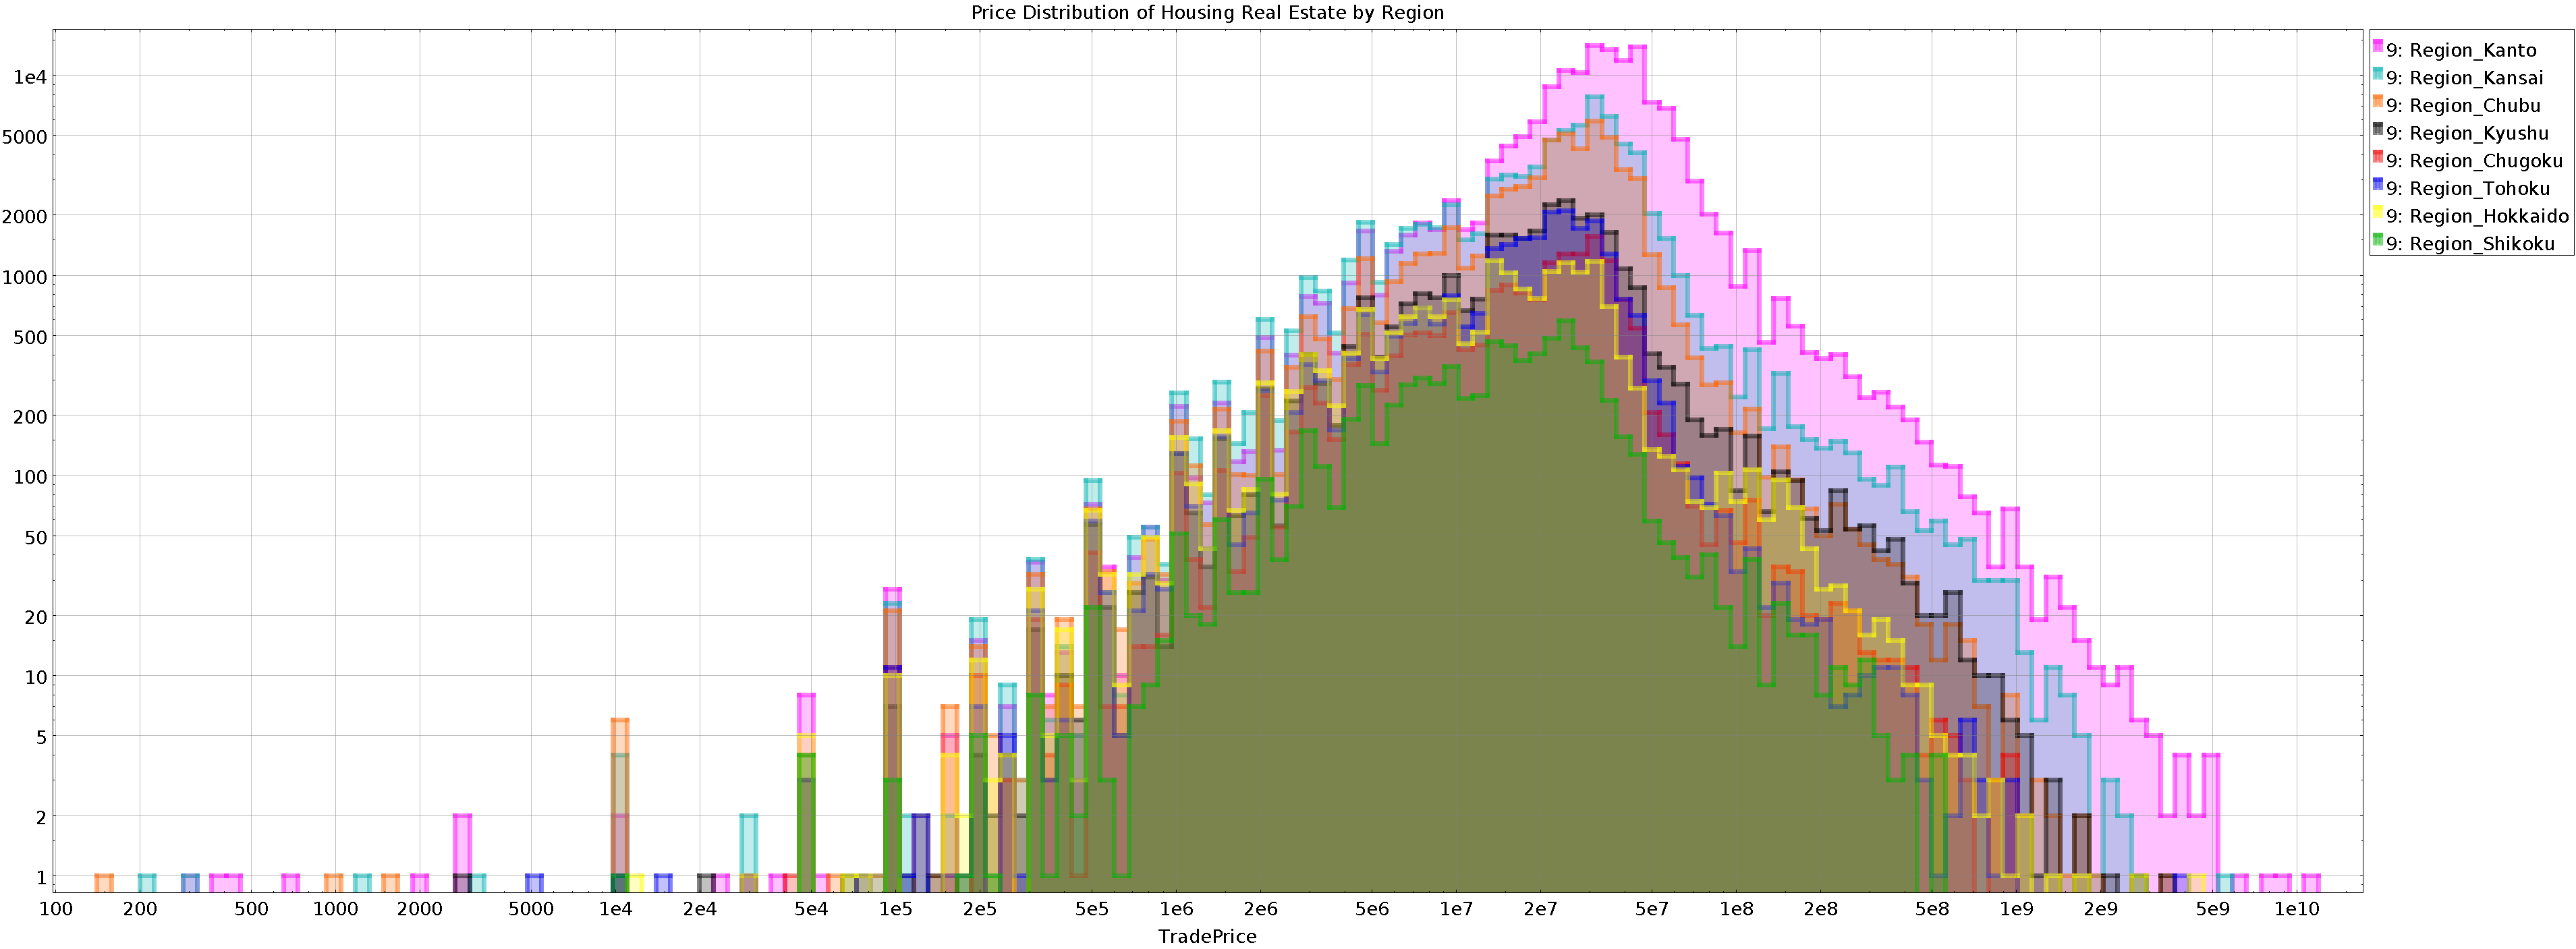 Price Distribution of Housing Real Estate by Region
1e4
5000
2000
1000
500
200
100
50
20
10
5
2
1
100 200 500 1000 2000 5000 1e4 2e4 5e4 1e5 2e5 5e5 1e6 2e6 5e6 1e7 2e7 5e7 1e8 2e8 5e8 1e9 2e9 5e9 1e10
TradePrice
9: Region_Kanto
9: Region_Kansai
9: Region_Chubu
9: Region_Kyushu
9: Region_Chugoku
9: Region_Tohoku
9: Region_Hokkaido
9: Region_Shikoku